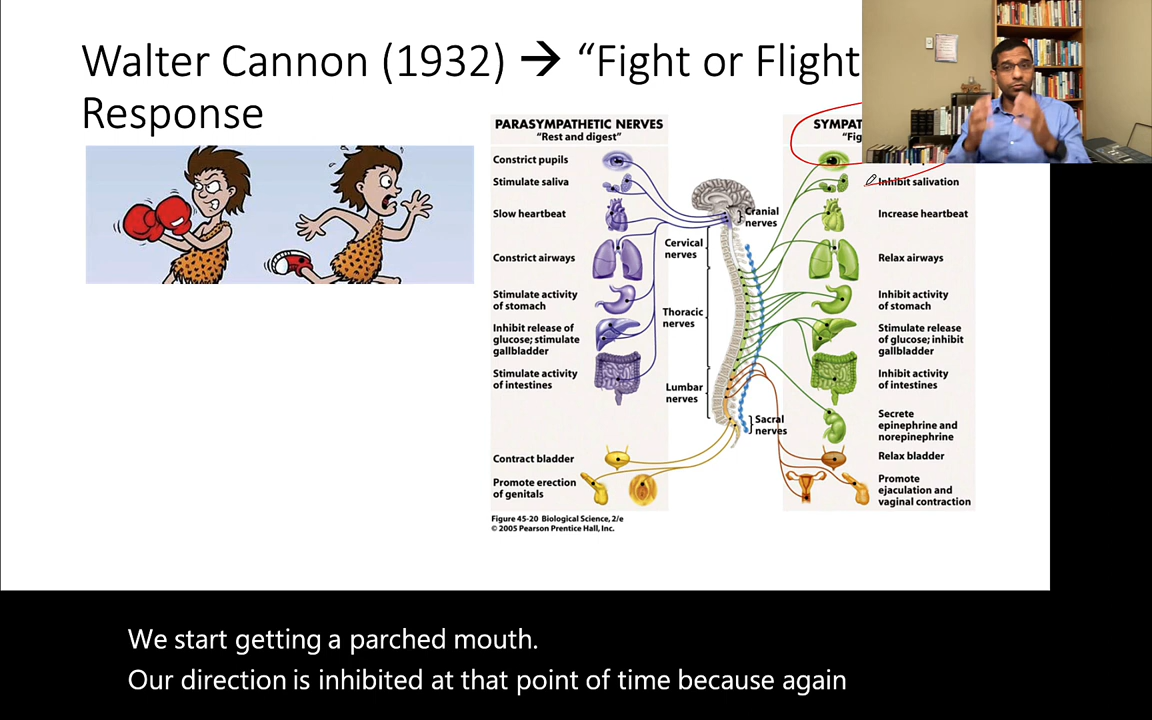 Walter Cannon (1932) → “Fight or Flight
Response
PARASYMPATHETIC NERVES
“Rest and digest”
Constrict pupils
Stimulate saliva
Slow heartbeat
Constrict airways
Stimulate activity
of stomach
Inhibit release of
glucose; stimulate
gallbladder
Stimulate activity
of intestines
Contract bladder
Promote erection
of genitals
Cranial
nerves
Cervical
nerves
Thoracic
nerves
Lumbar
nerves
Sacral
nerves
SYMPAT
“Fig
Inhibit salivation
Increase heartbeat
Relax airways
Inhibit activity
of stomach
Stimulate release
of glucose; inhibit
gallbladder
Inhibit activity
of intestines
Secrete
epinephrine and
norepinephrine
Relax bladder
Promote
ejaculation and
vaginal contraction
Figure 45-20 Biological Science, 2/e
© 2005 Pearson Prentice Hall, Inc.
We start getting a parched mouth.
Our direction is inhibited at that point of time because again